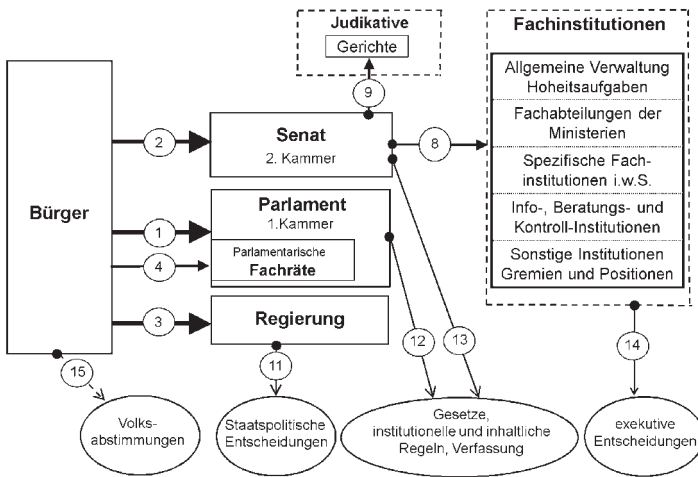 Judikative
Gerichte
9
Fachinstitutionen
Allgemeine Verwaltung
Hoheitsaufgaben
Fachabteilungen der
Ministerien
Spezifische Fach-
institutionen i.w.S.
Info-, Beratungs- und
Kontroll-Institutionen
Sonstige Institutionen
Gremien und Positionen
Bürger
2
Senat
2. Kammer
8
1
Parlament
1.Kammer
4
Parlamentarische
Fachräte
3
Regierung
15
11
12
13
14
Volks-
abstimmungen
Staatspolitische
Entscheidungen
Gesetze,
institutionelle und inhaltliche
Regeln, Verfassung
exekutive
Entscheidungen